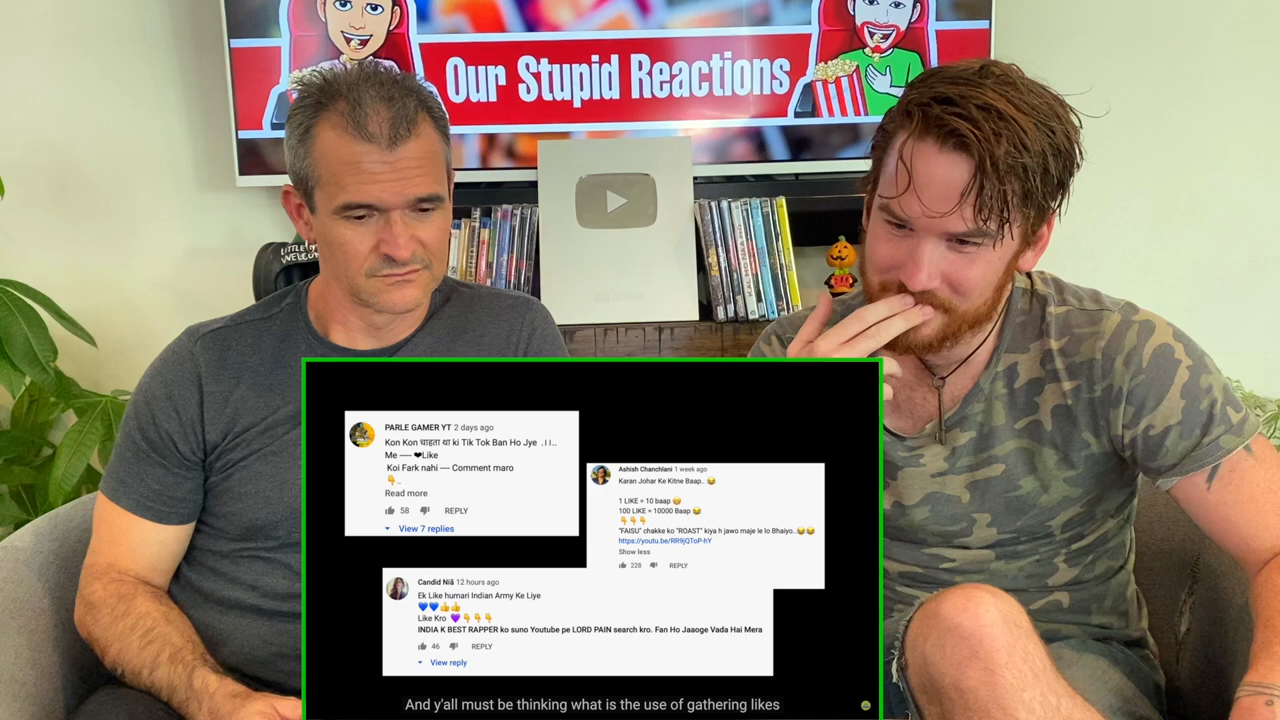 Our Stupid Reactions
PARLE GAMER YT 2 days ago
Kon Kon चाहता था ki Tik Tok Ban Ho Jye .।।..
Me ---- ❤Like
Koi Fark nahi --- Comment maro
👇..
Read more
58 REPLY
View 7 replies
Ashish Chanchlani 1 week ago
Karan Johar Ke Kitne Baap.. 😂
1 LIKE = 10 baap 😁
100 LIKE = 10000 Baap 😂
👇👇👇
"FAISU" chakke ko "ROAST" kiya h jawo maje le lo Bhaiyo..😂😂
https://youtu.be/RR9jQToP-hY
Show less
228 REPLY
Candid Niã 12 hours ago
Ek Like humari Indian Army Ke Liye
💙💙👍👍
Like Kro 💜👇👇👇
INDIA K BEST RAPPER ko suno Youtube pe LORD PAIN search kro. Fan Ho Jaaoge Vada Hai Mera
46 REPLY
View reply
And y'all must be thinking what is the use of gathering likes